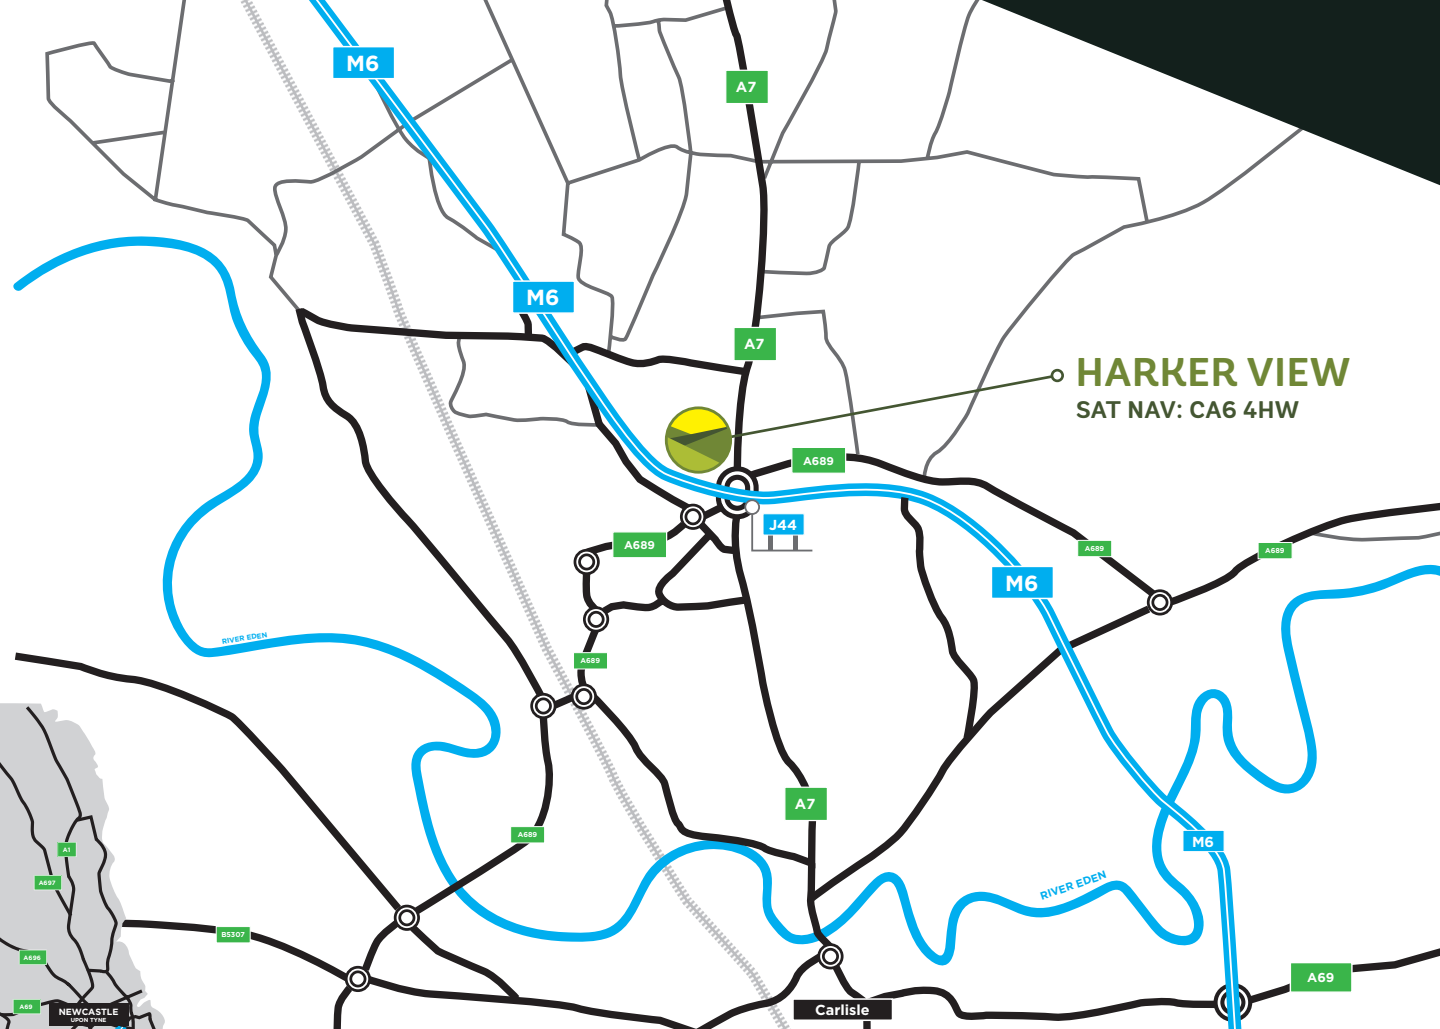 M6
A7
M6
A7
HARKER VIEW
SAT NAV: CA6 4HW
A689
J44
A689
A689
A689
M6
RIVER EDEN
A689
A7
A689
M6
A1
A697
RIVER EDEN
B5307
A696
A69
A69
NEWCASTLE
UPON TYNE
Carlisle